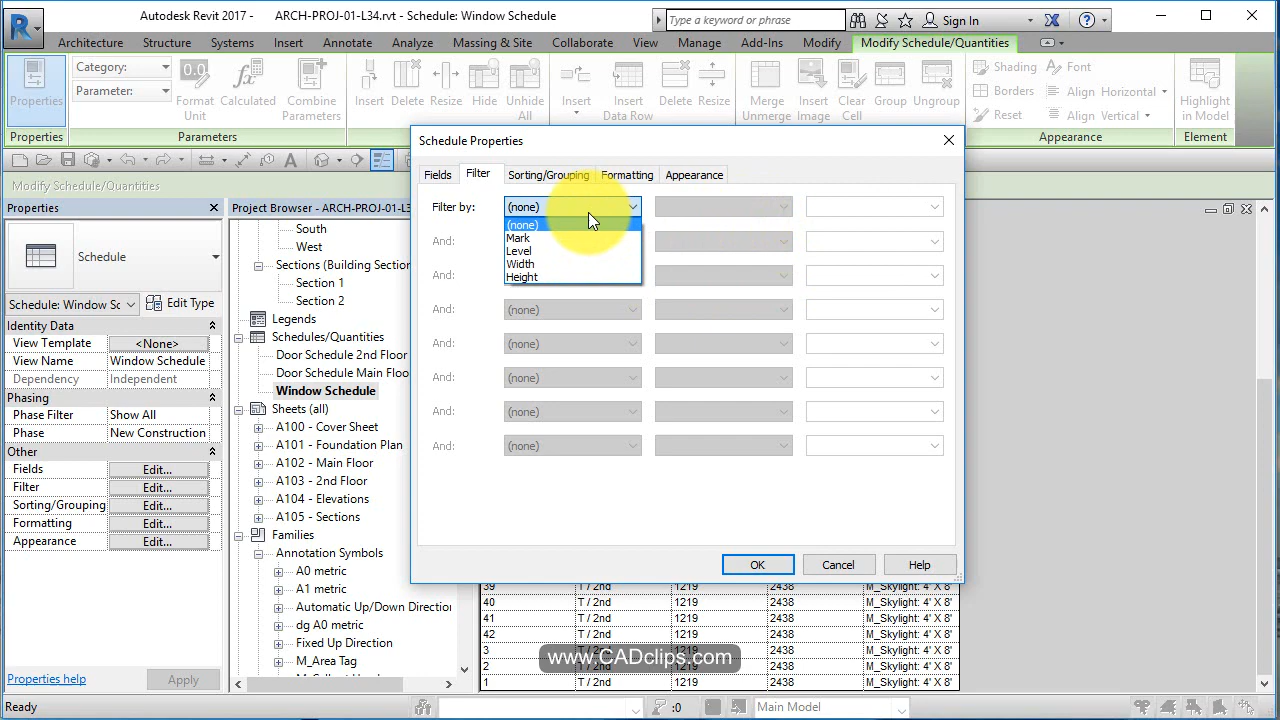 Autodesk Revit 2017 - ARCH-PROJ-01-L34.rvt - Schedule: Window Schedule
Type a keyword or phrase
Sign In
Architecture Structure Systems Insert Annotate Analyze Massing & Site Collaborate View Manage Add-Ins Modify Modify Schedule/Quantities
Category:
Parameter:
Properties
Format Unit
Calculated
Combine Parameters
Insert
Delete
Resize
Hide
Unhide All
Insert
Insert Data Row
Delete
Resize
Merge Unmerge
Insert Image
Clear Cell
Group
Ungroup
Shading
Borders
Reset
Font
Align Horizontal
Align Vertical
Highlight in Model
Properties
Parameters
Appearance
Element
Modify Schedule/Quantities
Properties
Schedule
Schedule: Window Sc
Edit Type
Identity Data
View Template <None>
View Name Window Schedule
Dependency Independent
Phasing
Phase Filter Show All
Phase New Construction
Other
Fields Edit...
Filter Edit...
Sorting/Grouping Edit...
Formatting Edit...
Appearance Edit...
Properties help
Apply
Project Browser - ARCH-PROJ-01-L3
South
West
Sections (Building Section
Section 1
Section 2
Legends
Schedules/Quantities
Door Schedule 2nd Floor
Door Schedule Main Floo
Window Schedule
Sheets (all)
A100 - Cover Sheet
A101 - Foundation Plan
A102 - Main Floor
A103 - 2nd Floor
A104 - Elevations
A105 - Sections
Families
Annotation Symbols
A0 metric
A1 metric
Automatic Up/Down Direction
dg A0 metric
Fixed Up Direction
M_Area Tag
Schedule Properties
Fields Filter Sorting/Grouping Formatting Appearance
Filter by: (none)
(none)
Mark
Level
Width
Height
And:
And:
And: (none)
And: (none)
And: (none)
And: (none)
And: (none)
OK Cancel Help
39 T / 2nd 1219 2438 M_Skylight: 4' X 8'
40 T / 2nd 1219 2438 M_Skylight: 4' X 8'
41 T / 2nd 1219 2438 M_Skylight: 4' X 8'
42 T / 2nd 1219 2438 M_Skylight: 4' X 8'
3 T / 2nd 1219 2438 M_Skylight: 4' X 8'
2 T / 2nd 1219 2438 M_Skylight: 4' X 8'
1 T / 2nd 1219 2438 M_Skylight: 4' X 8'
www.CADclips.com
Ready
:0
Main Model